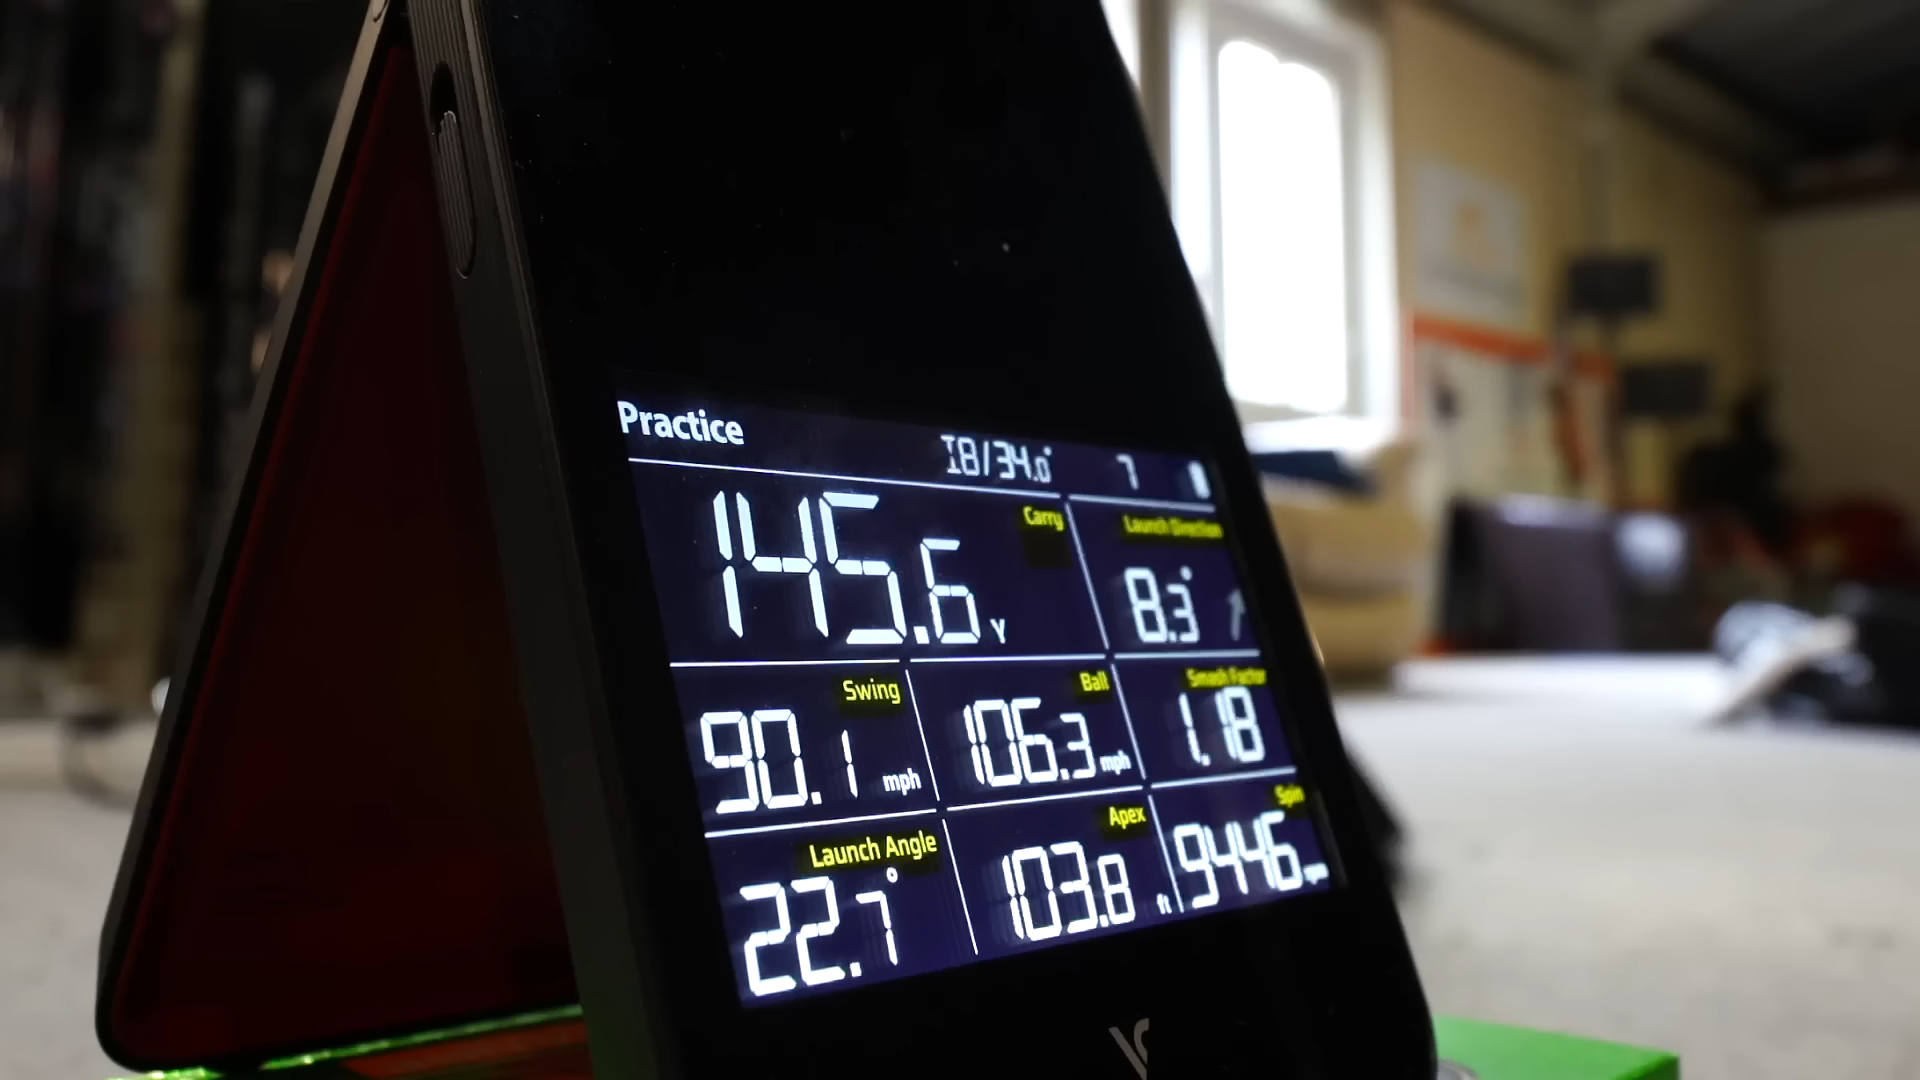 Practice
I8/34.0° 7
Carry
145.6 Y
Launch Direction
8.3°
Swing
90.1 mph
Ball
106.3 mph
Smash Factor
1.18
Launch Angle
22.7°
Apex
103.8 ft
Spin
9446